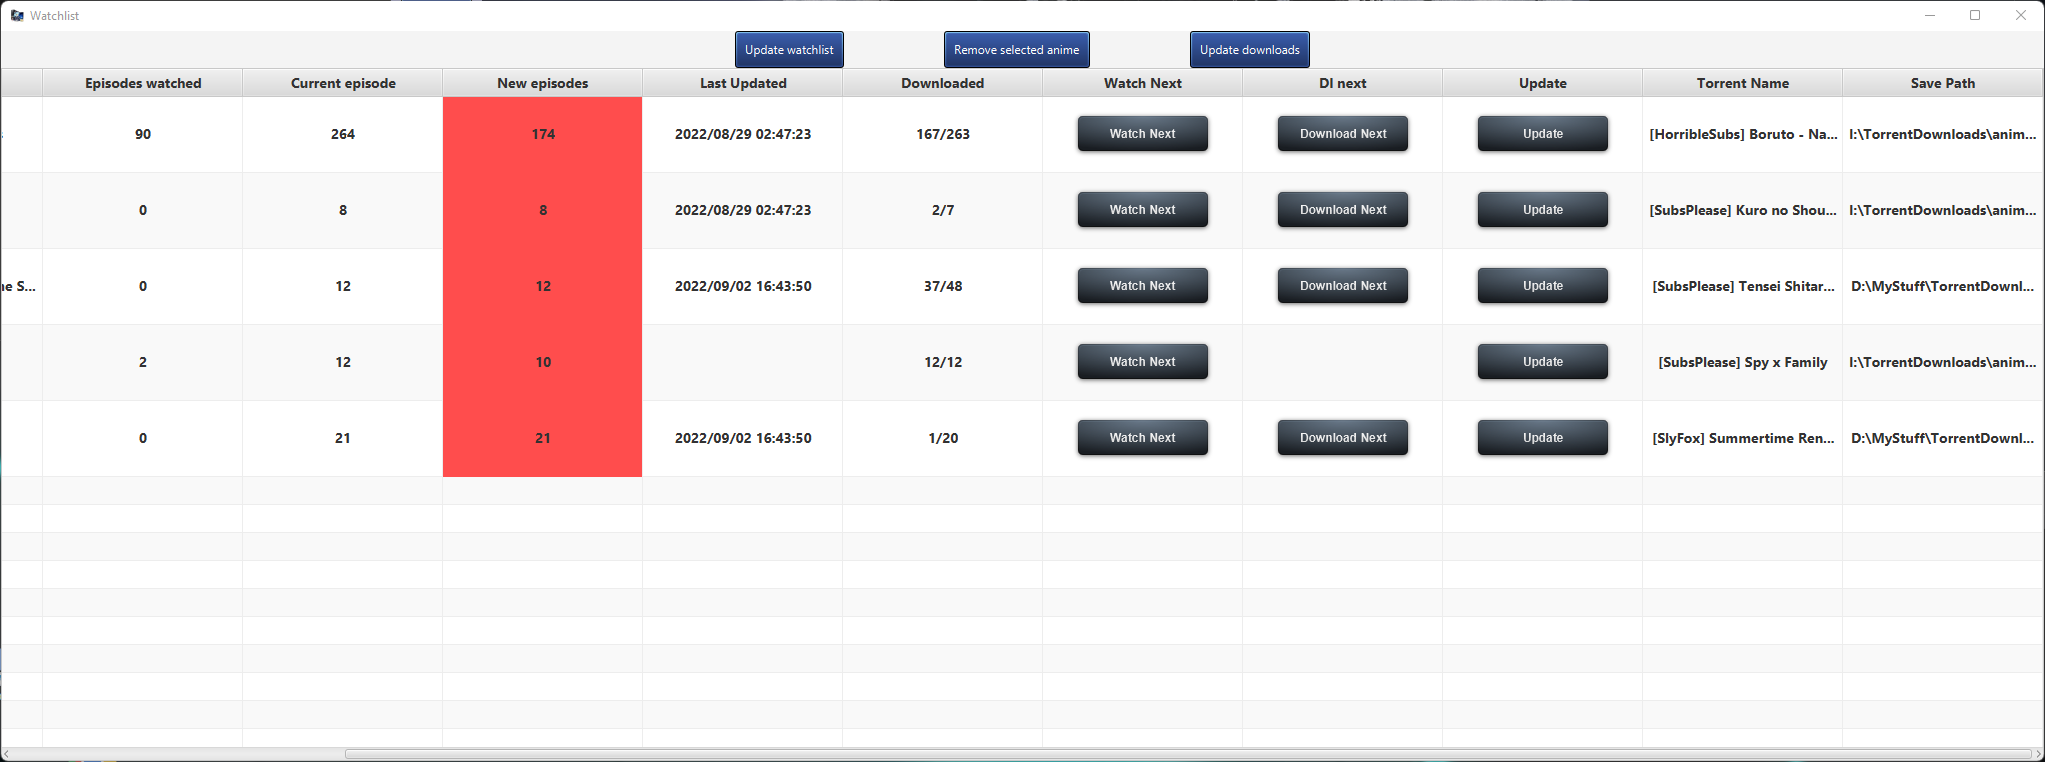 Watchlist
Update watchlist Remove selected anime Update downloads
Episodes watched Current episode New episodes Last Updated Downloaded Watch Next Dl next Update Torrent Name Save Path
90 264 174 2022/08/29 02:47:23 167/263 Watch Next Download Next Update [HorribleSubs] Boruto - Na... I:\TorrentDownloads\anim...
0 8 8 2022/08/29 02:47:23 2/7 Watch Next Download Next Update [SubsPlease] Kuro no Shou... I:\TorrentDownloads\anim...
S... 0 12 12 2022/09/02 16:43:50 37/48 Watch Next Download Next Update [SubsPlease] Tensei Shitar... D:\MyStuff\TorrentDownl...
2 12 10 12/12 Watch Next Update [SubsPlease] Spy x Family I:\TorrentDownloads\anim...
0 21 21 2022/09/02 16:43:50 1/20 Watch Next Download Next Update [SlyFox] Summertime Ren... D:\MyStuff\TorrentDownl...